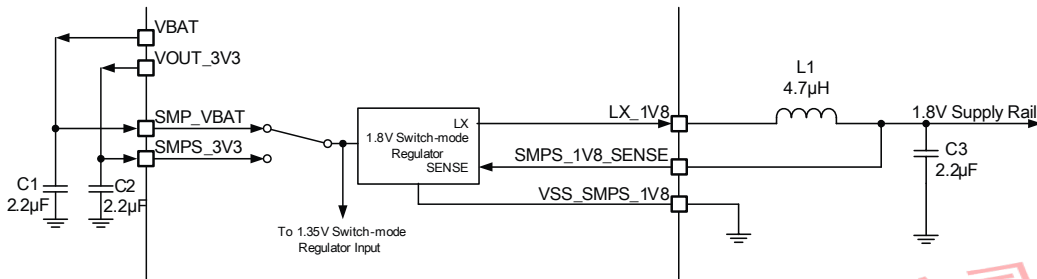 VBAT
VOUT_3V3
L1
4.7µH
SMP_VBAT
LX
LX_1V8
1.8V Supply Rail
1.8V Switch-mode
Regulator
SMPS_3V3
SENSE
SMPS_1V8_SENSE
C3
2.2µF
C1
2.2µF
C2
2.2µF
VSS_SMPS_1V8
To 1.35V Switch-mode
Regulator Input